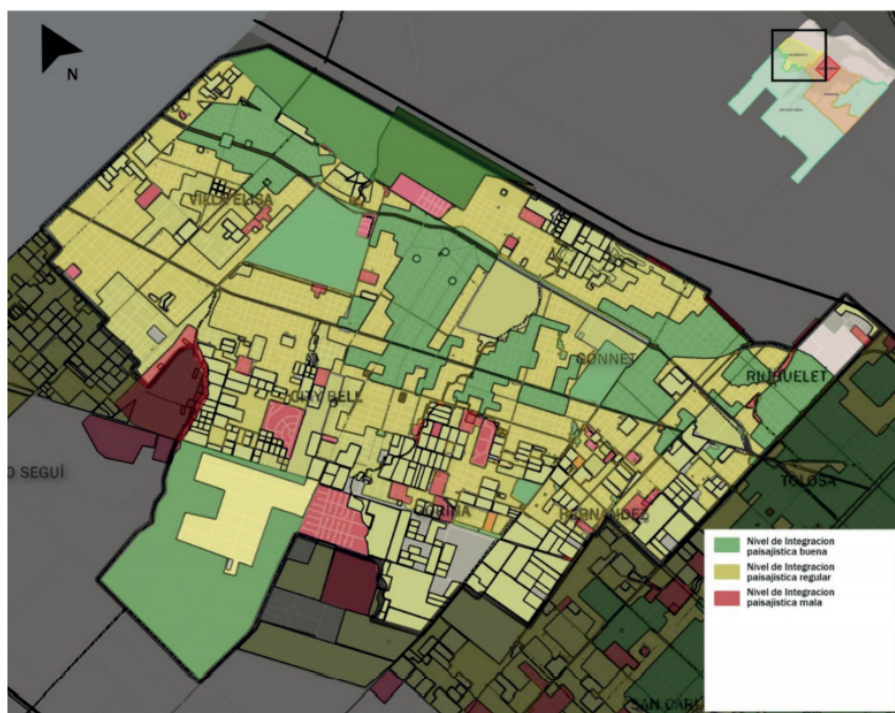 N
VILLA ELISA
GONNET
RINGUELET
CITY BELL
O SEGUÍ
TOLOSA
GORINA
HERNANDEZ
Nivel de Integracion
paisajistica buena
Nivel de Integracion
paisajistica regular
Nivel de Integracion
paisajistica mala
SAN CARL